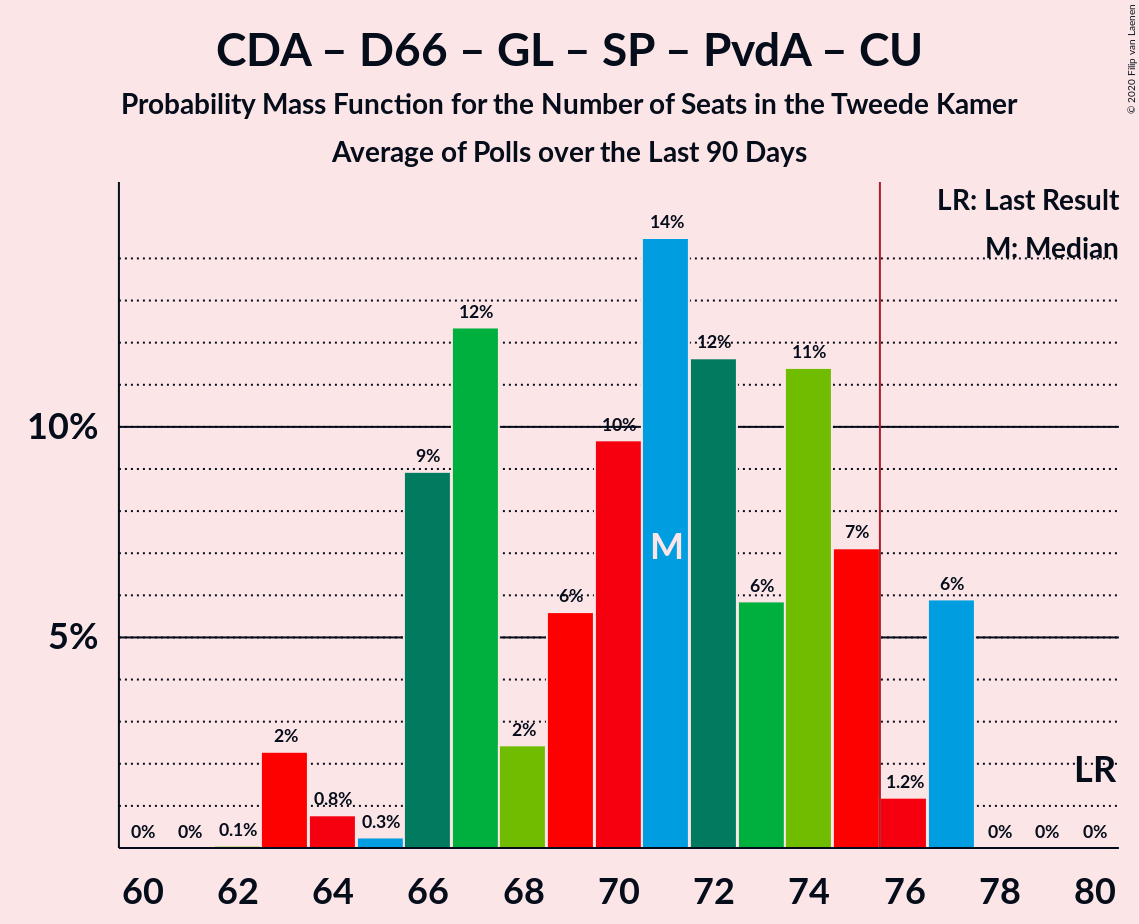 CDA – D66 – GL – SP – PvdA – CU
Probability Mass Function for the Number of Seats in the Tweede Kamer
Average of Polls over the Last 90 Days
© 2020 Filip van Laenen
LR: Last Result
M: Median
10%
5%
0%
0%
0.1%
2%
0.8%
0.3%
9%
12%
2%
6%
10%
14%
12%
6%
11%
7%
1.2%
6%
0%
0%
0%
M
LR
60 62 64 66 68 70 72 74 76 78 80